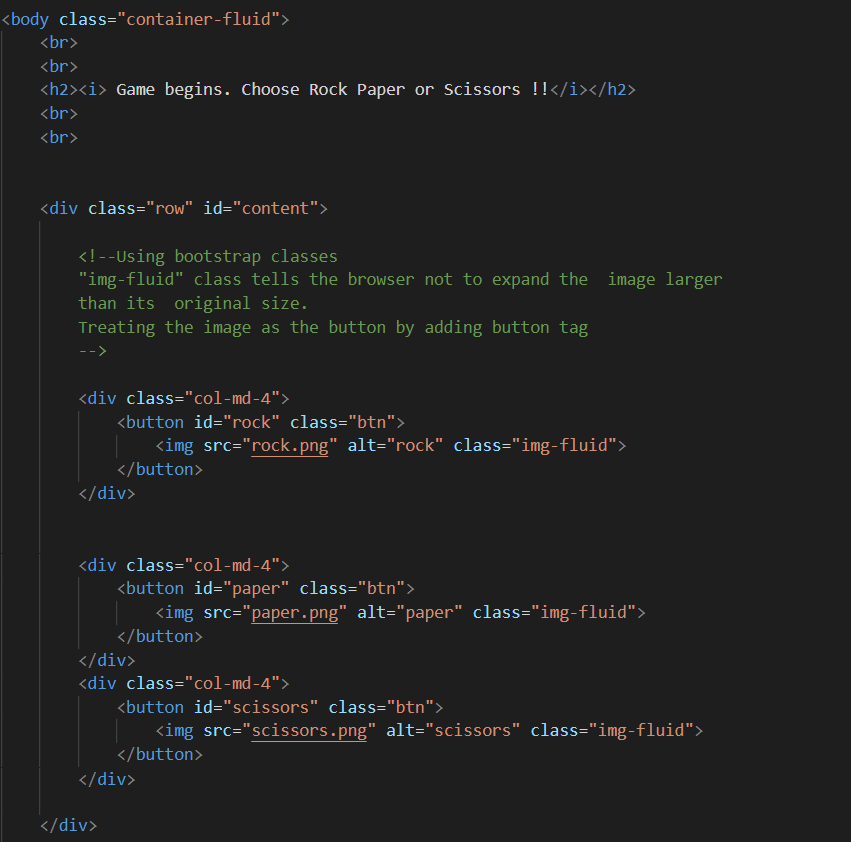 <body class="container-fluid">
<br>
<br>
<h2><i> Game begins. Choose Rock Paper or Scissors !!</i></h2>
<br>
<br>
<div class="row" id="content">
<!--Using bootstrap classes
"img-fluid" class tells the browser not to expand the  image larger
than its  original size.
Treating the image as the button by adding button tag
-->
<div class="col-md-4">
<button id="rock" class="btn">
<img src="rock.png" alt="rock" class="img-fluid">
</button>
</div>
<div class="col-md-4">
<button id="paper" class="btn">
<img src="paper.png" alt="paper" class="img-fluid">
</button>
</div>
<div class="col-md-4">
<button id="scissors" class="btn">
<img src="scissors.png" alt="scissors" class="img-fluid">
</button>
</div>
</div>